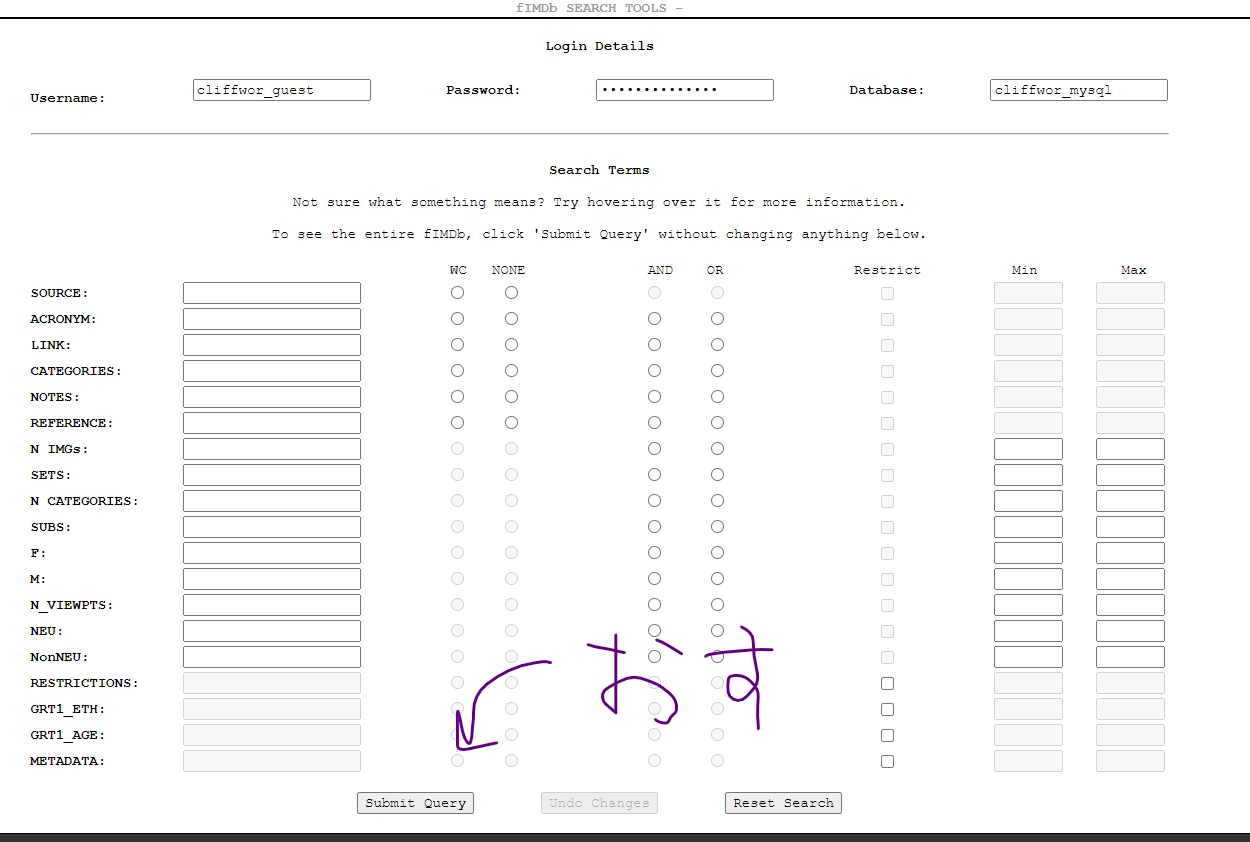 fIMDb SEARCH TOOLS -
Login Details
Username: cliffwor_guest Password: •••••••••••••• Database: cliffwor_mysql
Search Terms
Not sure what something means? Try hovering over it for more information.
To see the entire fIMDb, click 'Submit Query' without changing anything below.
WC NONE AND OR Restrict Min Max
SOURCE:
ACRONYM:
LINK:
CATEGORIES:
NOTES:
REFERENCE:
N IMGs:
SETS:
N CATEGORIES:
SUBS:
F:
M:
N_VIEWPTS:
NEU:
NonNEU:
RESTRICTIONS:
GRT1_ETH:
GRT1_AGE:
METADATA:
おす
Submit Query Undo Changes Reset Search